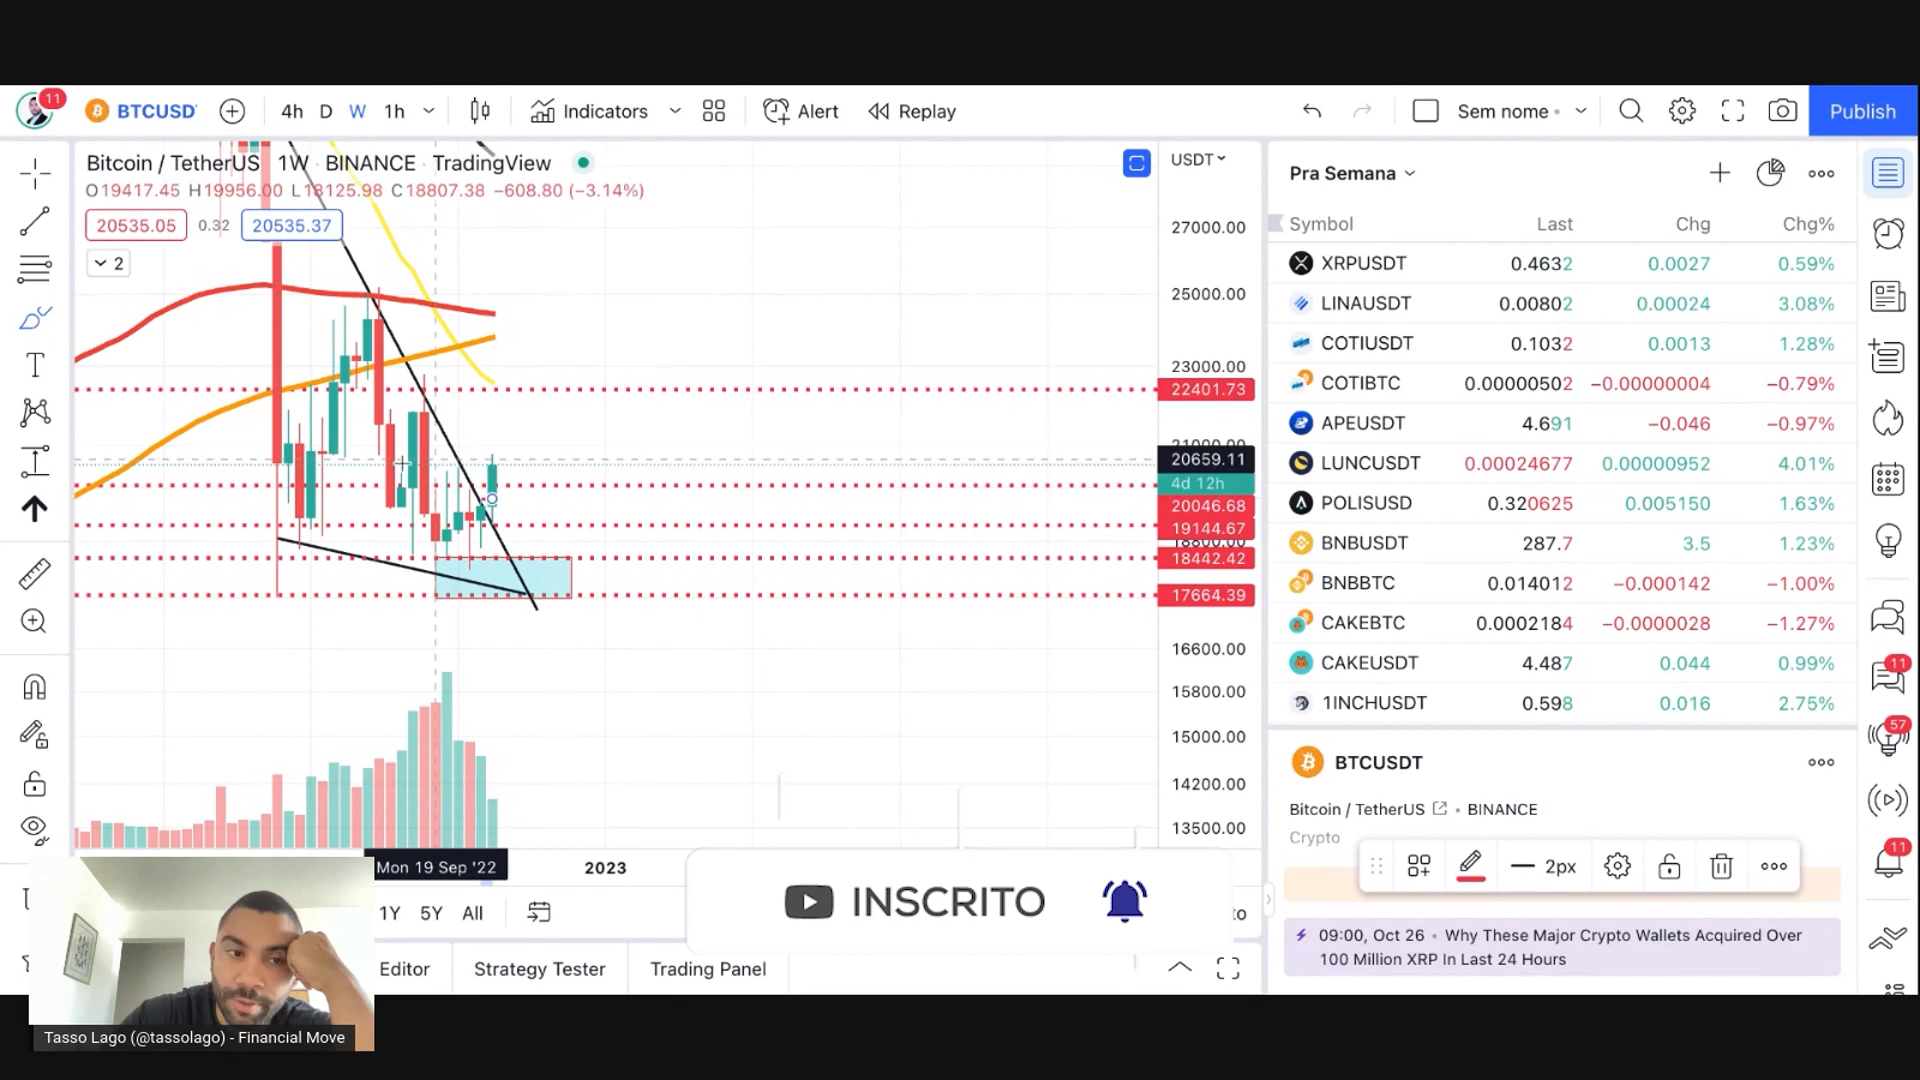 11
BTCUSD
4h D W 1h
Indicators
Alert
Replay
Sem nome
Publish
Bitcoin / TetherUS · 1W · BINANCE · TradingView
O19417.45 H19956.00 L18125.98 C18807.38 −608.80 (−3.14%)
20535.05 0.32 20535.37
2
USDT
27000.00
25000.00
23000.00
22401.73
21000.00
20659.11
4d 12h
20046.68
19144.67
18800.00
18442.42
17664.39
16600.00
15800.00
15000.00
14200.00
13500.00
Mon 19 Sep '22
2023
1Y 5Y All
INSCRITO
Editor
Strategy Tester
Trading Panel
Pra Semana
Symbol Last Chg Chg%
XRPUSDT 0.4632 0.0027 0.59%
LINAUSDT 0.00802 0.00024 3.08%
COTIUSDT 0.1032 0.0013 1.28%
COTIBTC 0.00000502 −0.00000004 −0.79%
APEUSDT 4.691 −0.046 −0.97%
LUNCUSDT 0.00024677 0.00000952 4.01%
POLISUSD 0.320625 0.005150 1.63%
BNBUSDT 287.7 3.5 1.23%
BNBBTC 0.014012 −0.000142 −1.00%
CAKEBTC 0.0002184 −0.0000028 −1.27%
CAKEUSDT 4.487 0.044 0.99%
1INCHUSDT 0.598 0.016 2.75%
BTCUSDT
Bitcoin / TetherUS • BINANCE
Crypto
2px
09:00, Oct 26 • Why These Major Crypto Wallets Acquired Over
100 Million XRP In Last 24 Hours
11
57
11
Tasso Lago (@tassolago) - Financial Move